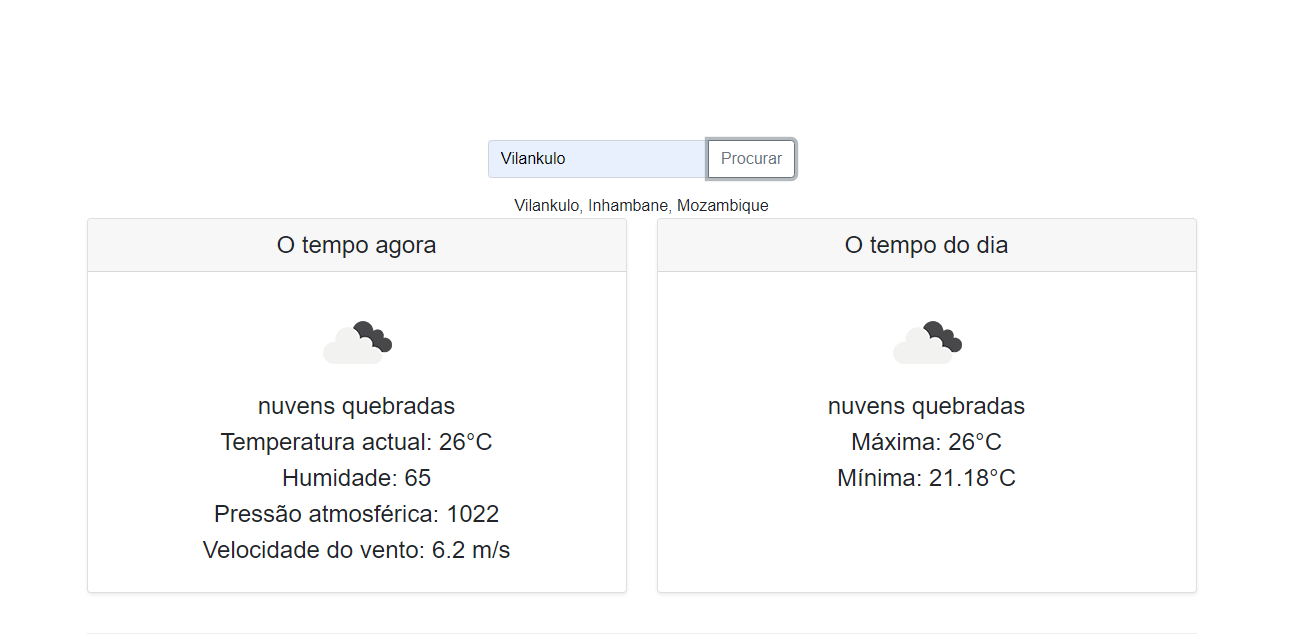 Vilankulo
Procurar
Vilankulo, Inhambane, Mozambique
O tempo agora
nuvens quebradas
Temperatura actual: 26°C
Humidade: 65
Pressão atmosférica: 1022
Velocidade do vento: 6.2 m/s
O tempo do dia
nuvens quebradas
Máxima: 26°C
Mínima: 21.18°C